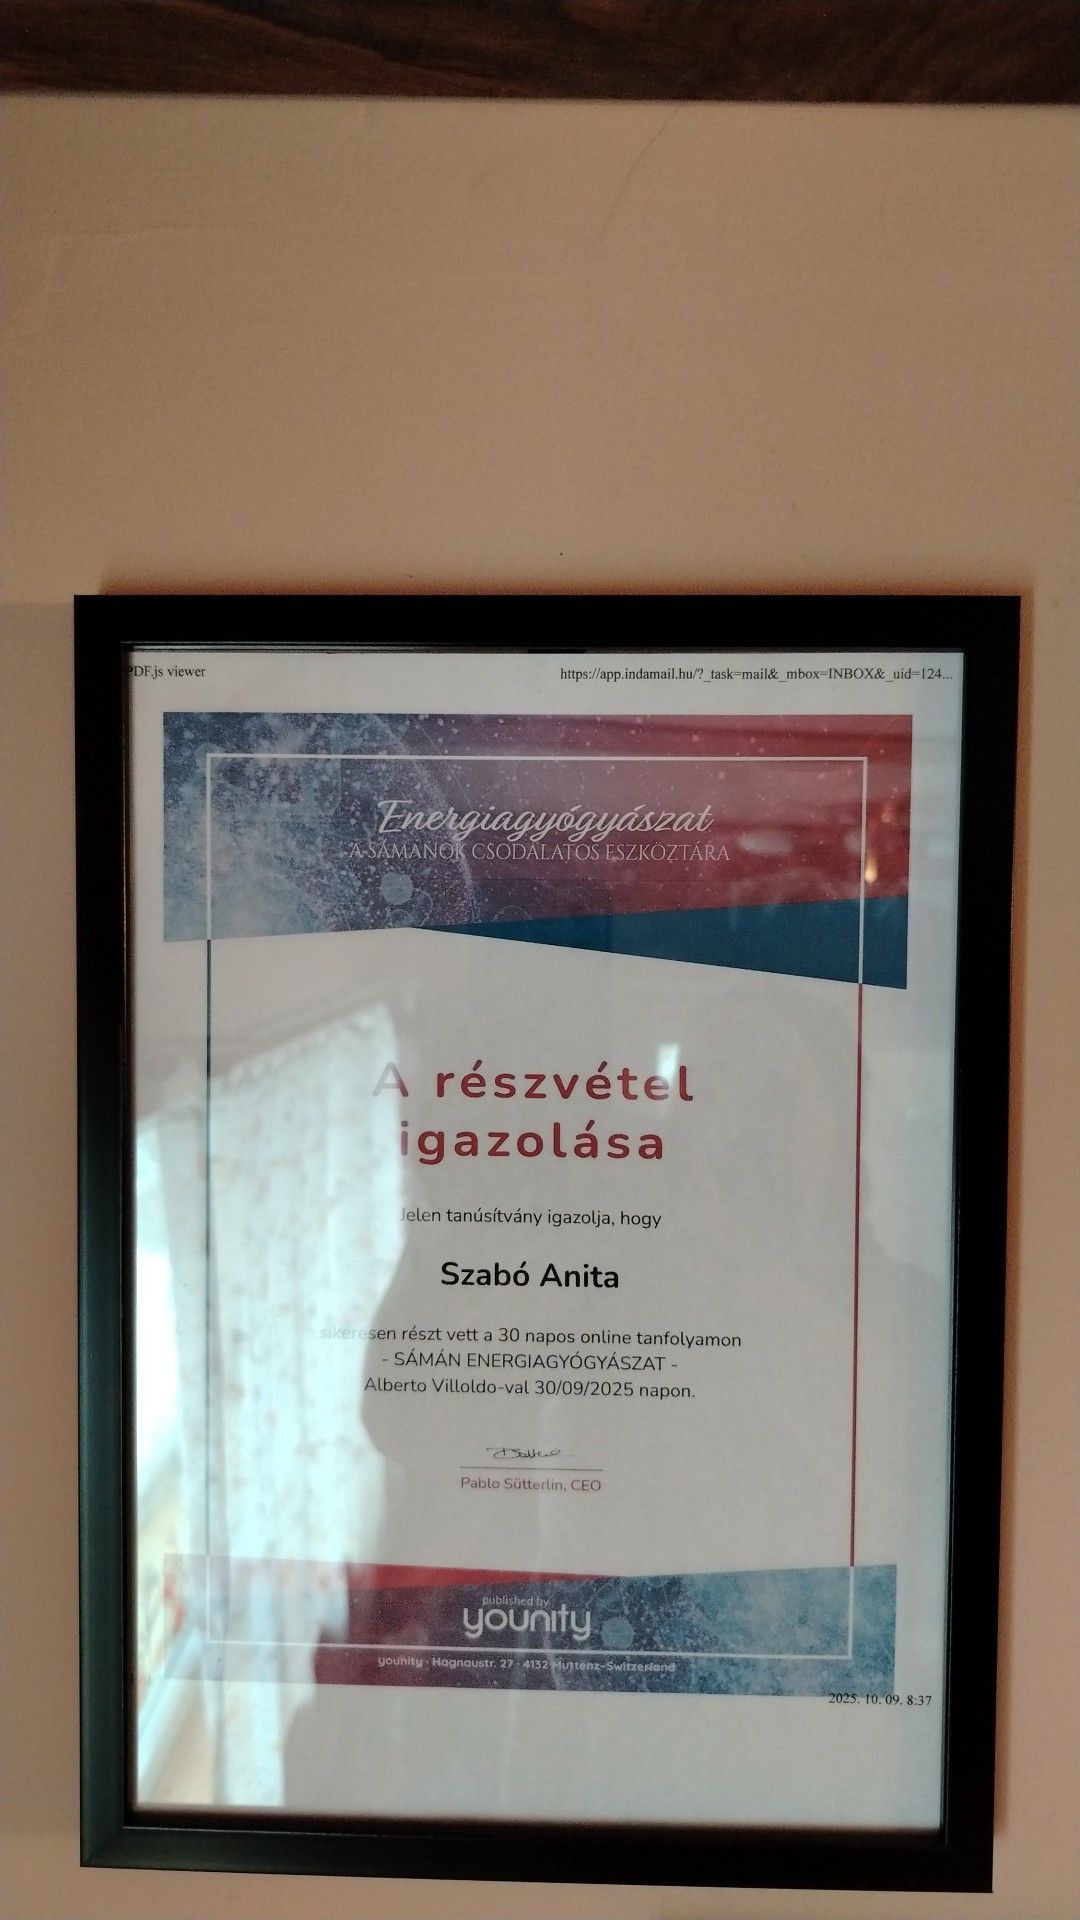 PDF.js viewer
https://app.indamail.hu/?_task=mail&_mbox=INBOX&_uid=124...
Energiagyógyászat
A SÁMÁNOK CSODÁLATOS ESZKÖZTÁRA
A részvétel
igazolása
Jelen tanúsítvány igazolja, hogy
Szabó Anita
sikeresen részt vett a 30 napos online tanfolyamon
- SÁMÁN ENERGIAGYÓGYÁSZAT -
Alberto Villoldo-val 30/09/2025 napon.
Pablo Sütterlin, CEO
published by
younity
younity · Hagnaustr. 27 · 4132 Muttenz-Switzerland
2025. 10. 09. 8:37